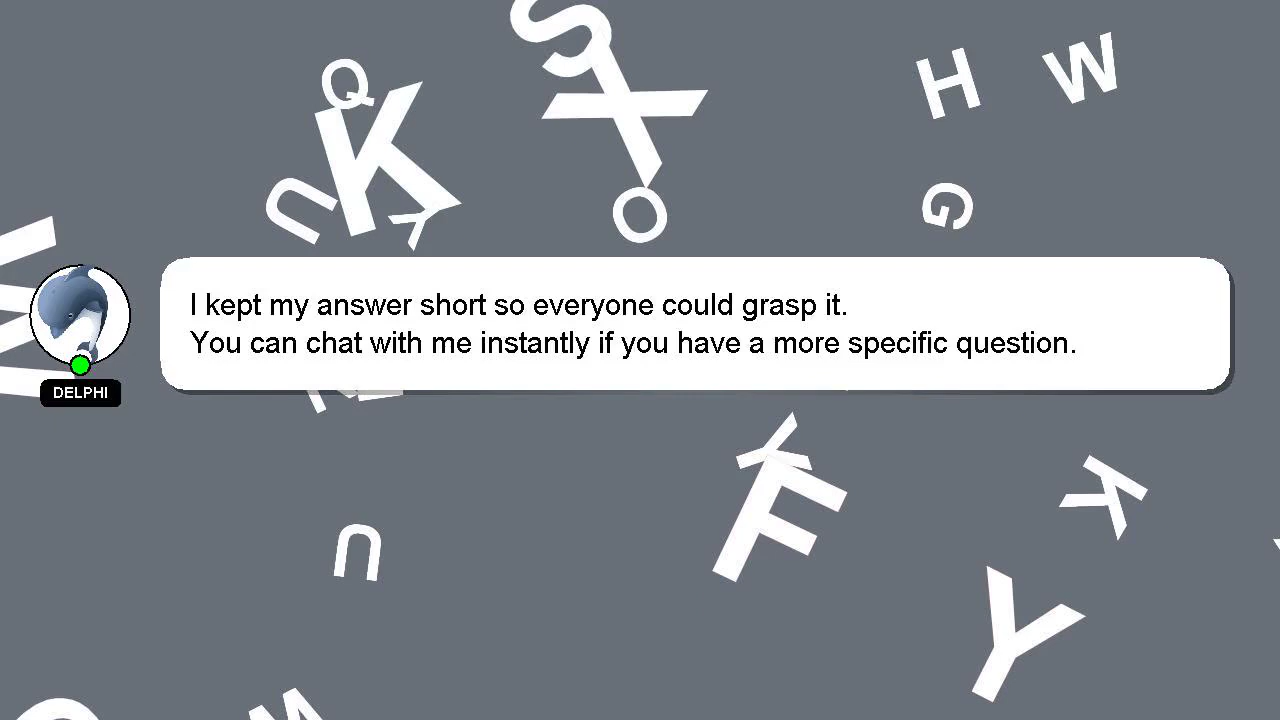 S
Q
H
W
K
X
U
Y
O
G
W
I kept my answer short so everyone could grasp it.
You can chat with me instantly if you have a more specific question.
DELPHI
Y
F
K
U
Y
M